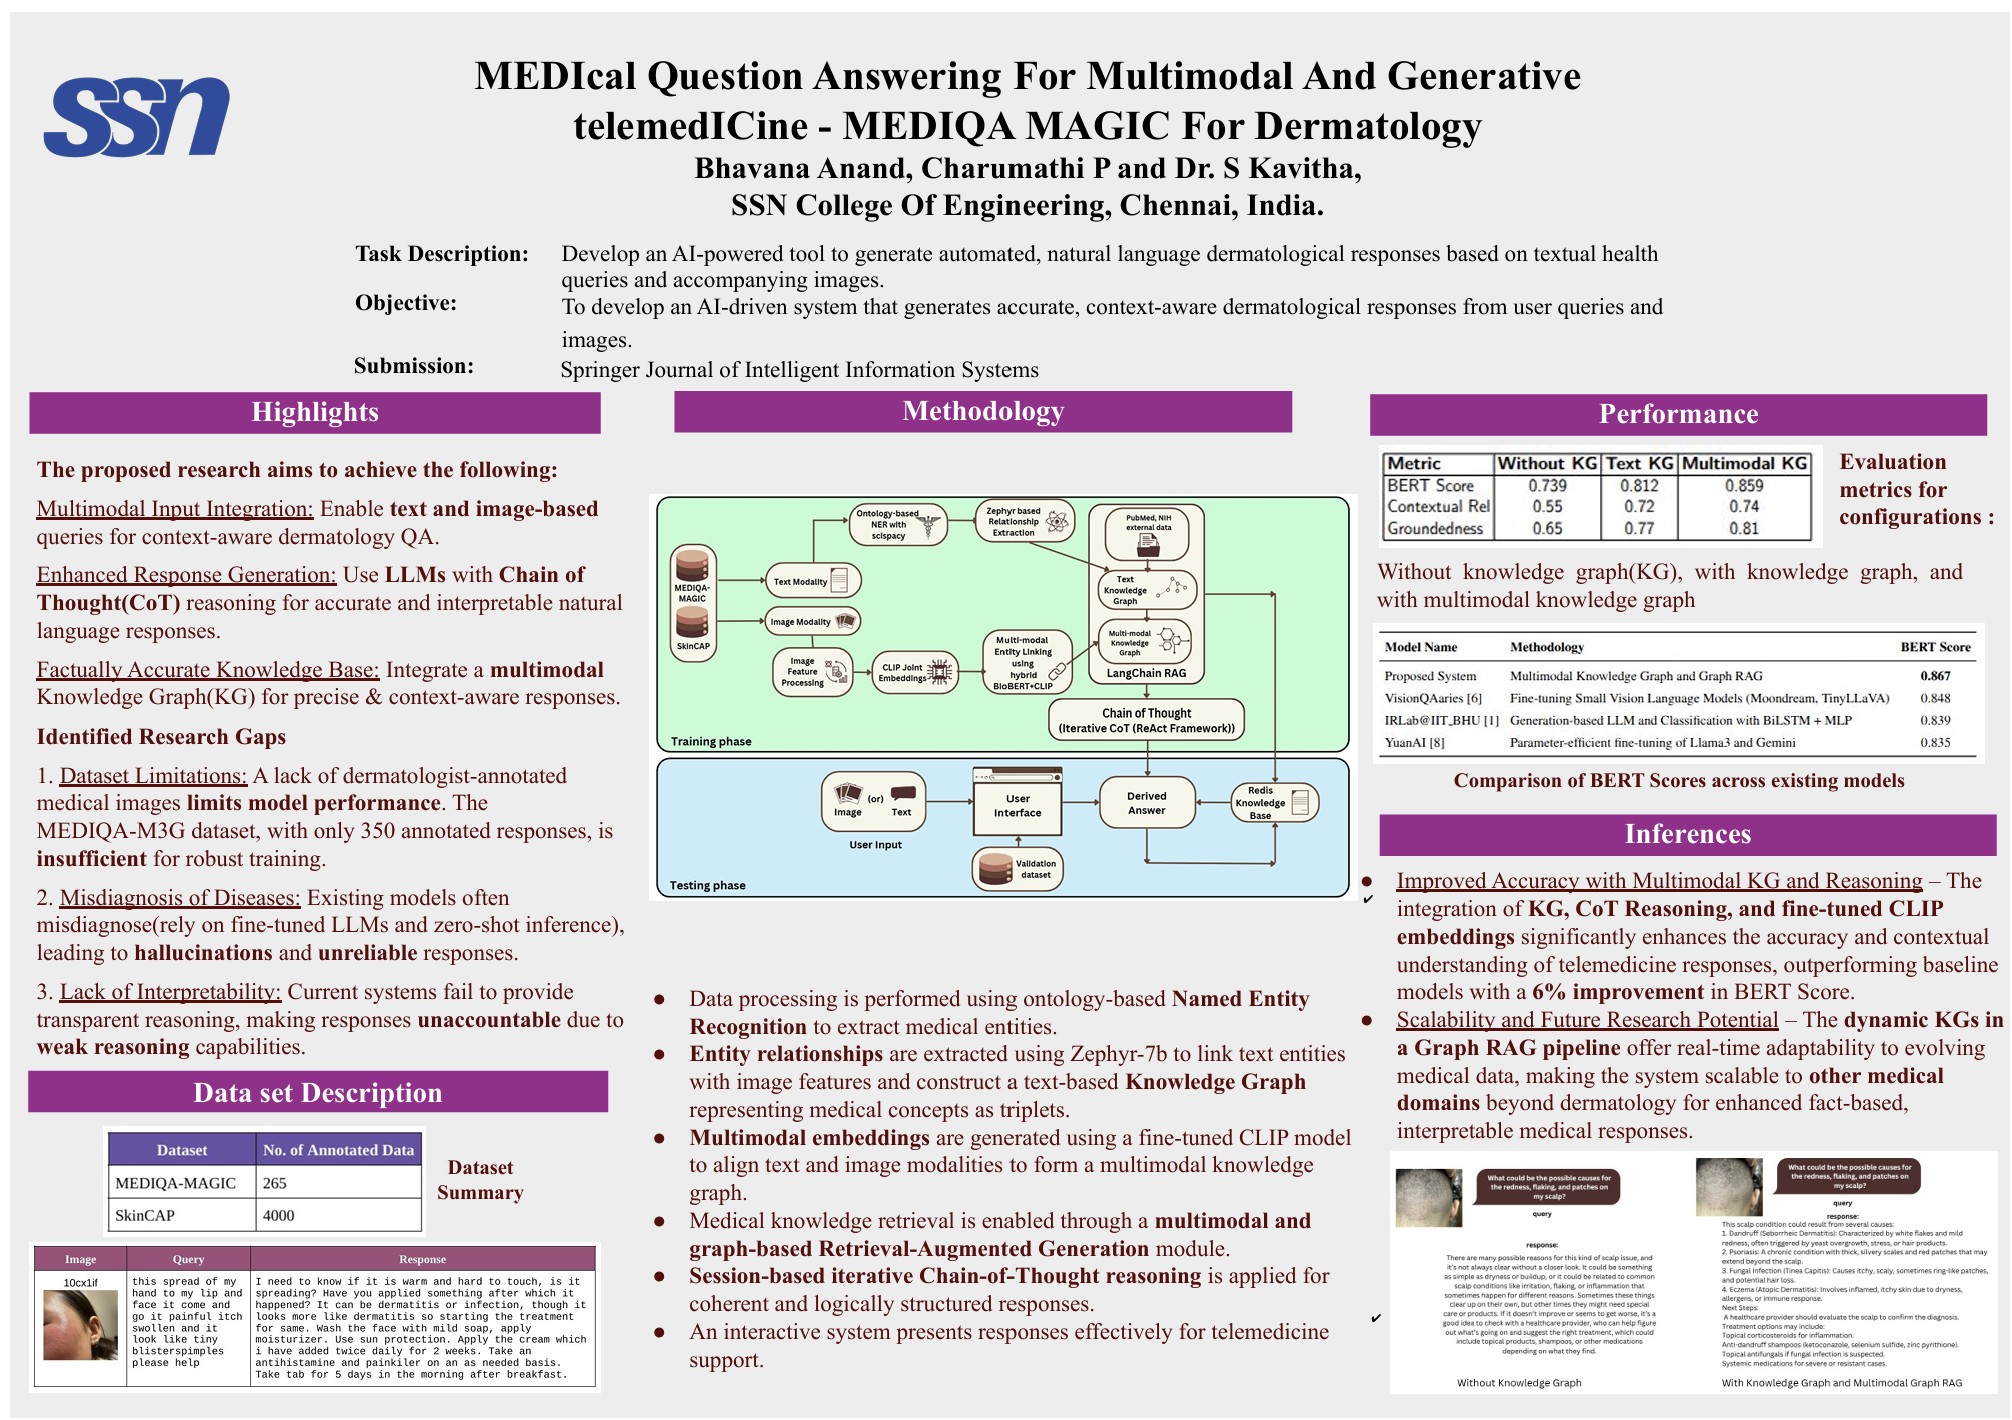 ssn
MEDIcal Question Answering For Multimodal And Generative
telemedICine - MEDIQA MAGIC For Dermatology
Bhavana Anand, Charumathi P and Dr. S Kavitha,
SSN College Of Engineering, Chennai, India.
Task Description:
Develop an AI-powered tool to generate automated, natural language dermatological responses based on textual health
queries and accompanying images.
Objective:
To develop an AI-driven system that generates accurate, context-aware dermatological responses from user queries and
images.
Submission:
Springer Journal of Intelligent Information Systems
Highlights
The proposed research aims to achieve the following:
Multimodal Input Integration: Enable text and image-based
queries for context-aware dermatology QA.
Enhanced Response Generation: Use LLMs with Chain of
Thought(CoT) reasoning for accurate and interpretable natural
language responses.
Factually Accurate Knowledge Base: Integrate a multimodal
Knowledge Graph(KG) for precise & context-aware responses.
Identified Research Gaps
1. Dataset Limitations: A lack of dermatologist-annotated
medical images limits model performance. The
MEDIQA-M3G dataset, with only 350 annotated responses, is
insufficient for robust training.
2. Misdiagnosis of Diseases: Existing models often
misdiagnose(rely on fine-tuned LLMs and zero-shot inference),
leading to hallucinations and unreliable responses.
3. Lack of Interpretability: Current systems fail to provide
transparent reasoning, making responses unaccountable due to
weak reasoning capabilities.
Data set Description
Dataset No. of Annotated Data
MEDIQA-MAGIC 265
SkinCAP 4000
Dataset
Summary
Image Query Response
10cx1if
this spread of my
hand to my lip and
face it come and
go it painful itch
swollen and it
look like tiny
blisterspimples
please help
I need to know if it is warm and hard to touch, is it
spreading? Have you applied something after which it
happened? It can be dermatitis or infection, though it
looks more like dermatitis so starting the treatment
for same. Wash the face with mild soap, apply
moisturizer. Use sun protection. Apply the cream which
i have added twice daily for 2 weeks. Take an
antihistamine and painkiler on an as needed basis.
Take tab for 5 days in the morning after breakfast.
Methodology
MEDIQA-
MAGIC
SkinCAP
Text Modality
Image Modality
Ontology-based
NER with
scispacy
Zephyr based
Relationship
Extraction
PubMed, NIH
external data
Text
Knowledge
Graph
Multi-modal
Knowledge
Graph
LangChain RAG
Image
Feature
Processing
CLIP Joint
Embeddings
Multi-modal
Entity Linking
using
hybrid
BioBERT+CLIP
Chain of Thought
(Iterative CoT (ReAct Framework))
Training phase
Image
(or)
Text
User Input
User
Interface
Derived
Answer
Redis
Knowledge
Base
Validation
dataset
Testing phase
● Data processing is performed using ontology-based Named Entity
Recognition to extract medical entities.
● Entity relationships are extracted using Zephyr-7b to link text entities
with image features and construct a text-based Knowledge Graph
representing medical concepts as triplets.
● Multimodal embeddings are generated using a fine-tuned CLIP model
to align text and image modalities to form a multimodal knowledge
graph.
● Medical knowledge retrieval is enabled through a multimodal and
graph-based Retrieval-Augmented Generation module.
● Session-based iterative Chain-of-Thought reasoning is applied for
coherent and logically structured responses.
● An interactive system presents responses effectively for telemedicine
support.
Performance
Metric Without KG Text KG Multimodal KG
BERT Score 0.739 0.812 0.859
Contextual Rel 0.55 0.72 0.74
Groundedness 0.65 0.77 0.81
Evaluation
metrics for
configurations :
Without knowledge graph(KG), with knowledge graph, and
with multimodal knowledge graph
Model Name Methodology BERT Score
Proposed System Multimodal Knowledge Graph and Graph RAG 0.867
VisionQAaries [6] Fine-tuning Small Vision Language Models (Moondream, TinyLLaVA) 0.848
IRLab@IIT_BHU [1] Generation-based LLM and Classification with BiLSTM + MLP 0.839
YuanAI [8] Parameter-efficient fine-tuning of Llama3 and Gemini 0.835
Comparison of BERT Scores across existing models
Inferences
● Improved Accuracy with Multimodal KG and Reasoning – The
✓ integration of KG, CoT Reasoning, and fine-tuned CLIP
embeddings significantly enhances the accuracy and contextual
understanding of telemedicine responses, outperforming baseline
models with a 6% improvement in BERT Score.
● Scalability and Future Research Potential – The dynamic KGs in
a Graph RAG pipeline offer real-time adaptability to evolving
medical data, making the system scalable to other medical
domains beyond dermatology for enhanced fact-based,
interpretable medical responses.
✓
What could be the possible causes for
the redness, flaking, and patches on
my scalp?
query
response:
There are many possible reasons for this kind of scalp issue, and
it's not always clear without a closer look. It could be something
as simple as dryness or buildup, or it could be related to common
scalp conditions like irritation, flaking, or inflammation that
sometimes happen for different reasons. Sometimes these things
clear up on their own, but other times they might need special
care or products. If it doesn't improve or seems to get worse, it's a
good idea to check with a healthcare provider, who can help figure
out what's going on and suggest the right treatment, which could
include topical products, shampoos, or other medications
depending on what they find.
Without Knowledge Graph
What could be the possible causes for
the redness, flaking, and patches on
my scalp?
query
response:
This scalp condition could result from several causes:
1. Dandruff (Seborrheic Dermatitis): Characterized by white flakes and mild
redness, often triggered by yeast overgrowth, stress, or hair products.
2. Psoriasis: A chronic condition with thick, silvery scales and red patches that may
extend beyond the scalp.
3. Fungal Infection (Tinea Capitis): Causes itchy, scaly, sometimes ring-like patches,
and potential hair loss.
4. Eczema (Atopic Dermatitis): Involves inflamed, itchy skin due to dryness,
allergens, or immune response.
Next Steps:
A healthcare provider should evaluate the scalp to confirm the diagnosis.
Treatment options may include:
Topical corticosteroids for inflammation.
Anti-dandruff shampoos (ketoconazole, selenium sulfide, zinc pyrithione).
Topical antifungals if fungal infection is suspected.
Systemic medications for severe or resistant cases.
With Knowledge Graph and Multimodal Graph RAG